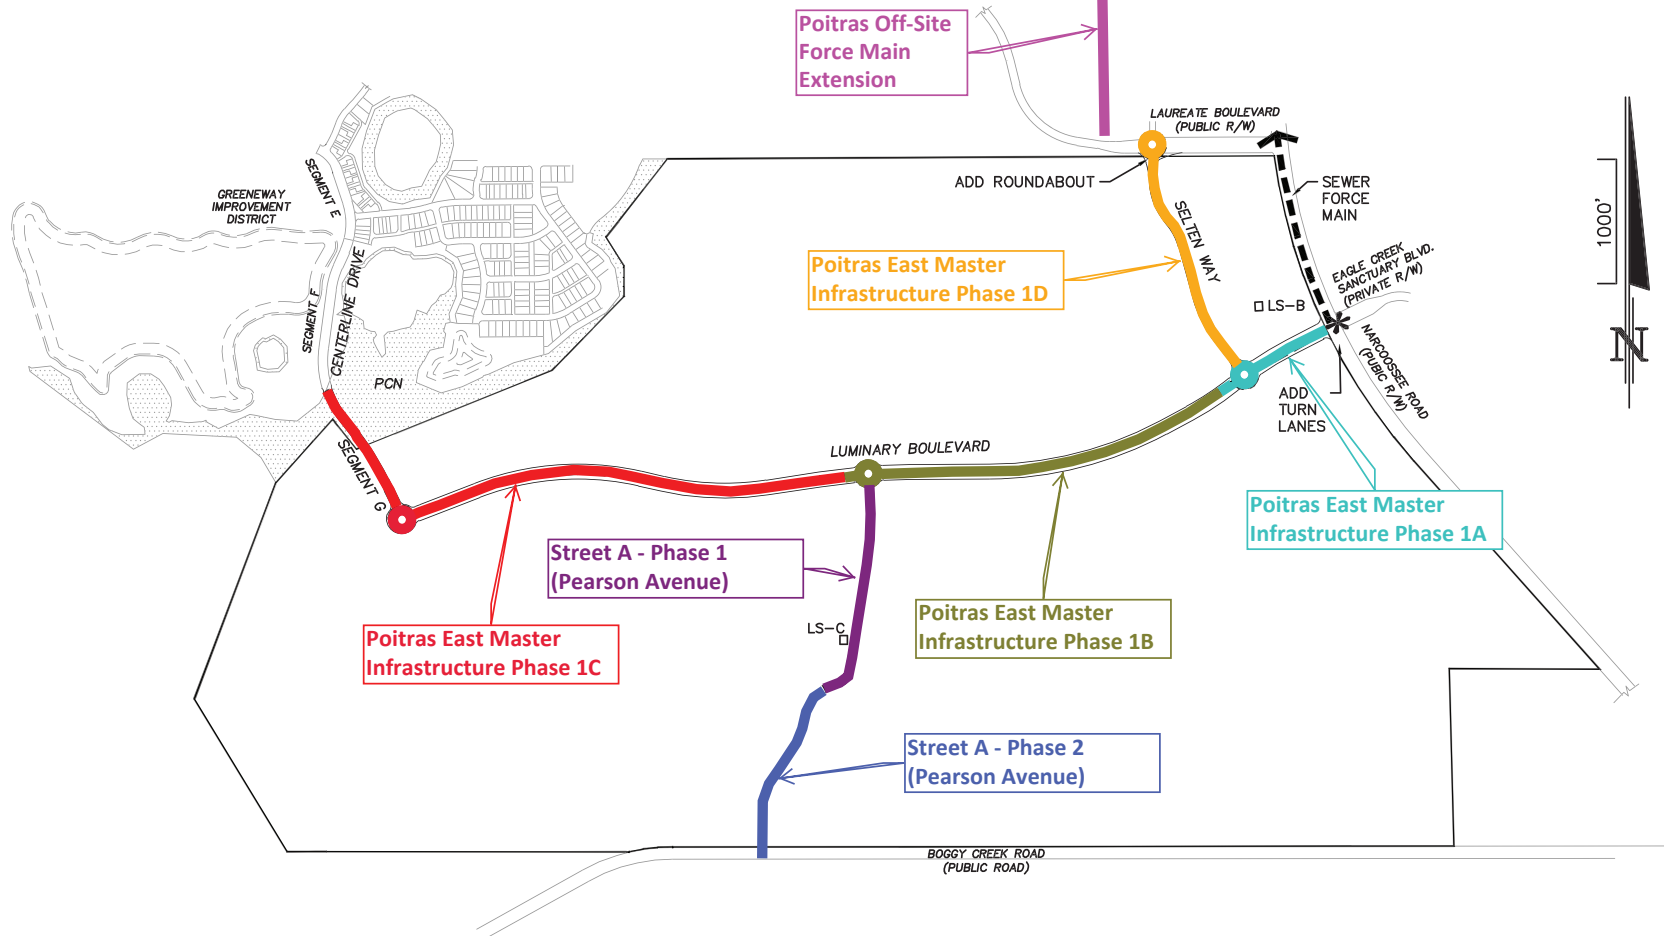 Poitras Off-Site
Force Main
Extension
LAUREATE BOULEVARD
(PUBLIC R/W)
ADD ROUNDABOUT
SEWER
FORCE
MAIN
SEGMENT E
GREENEWAY
IMPROVEMENT
DISTRICT
SELTEN WAY
1000'
EAGLE CREEK
SANCTUARY BLVD.
(PRIVATE R/W)
Poitras East Master
Infrastructure Phase 1D
LS-B
SEGMENT F
CENTERLINE DRIVE
N
NARCOOSSEE ROAD
(PUBIC R/W)
PCN
ADD
TURN
LANES
SEGMENT G
LUMINARY BOULEVARD
Poitras East Master
Infrastructure Phase 1A
Street A - Phase 1
(Pearson Avenue)
LS-C
Poitras East Master
Infrastructure Phase 1C
Poitras East Master
Infrastructure Phase 1B
Street A - Phase 2
(Pearson Avenue)
BOGGY CREEK ROAD
(PUBLIC ROAD)